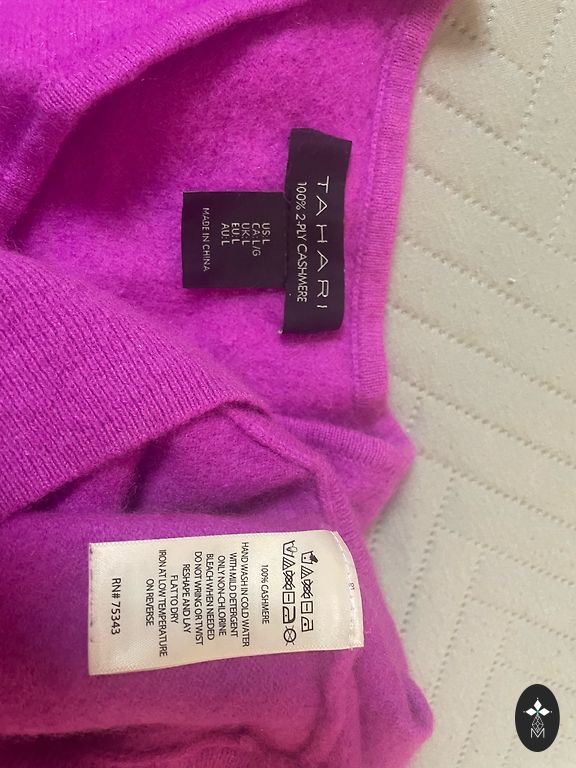 TAHARI
100% 2-PLY CASHMERE
US: L
CA: L/G
UK: L
EU: L
AU: L
MADE IN CHINA
100% CASHMERE
HAND WASH IN COLD WATER
WITH MILD DETERGENT
ONLY NON-CHLORINE
BLEACH WHEN NEEDED
DO NOT WRING OR TWIST
RESHAPE AND LAY
FLAT TO DRY
IRON AT LOW TEMPERATURE
ON REVERSE
RN# 75343
M